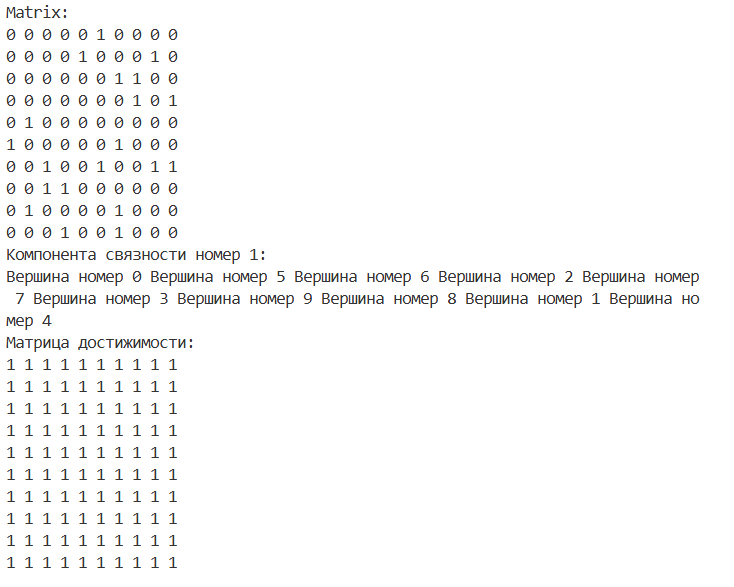 Matrix:
0 0 0 0 0 1 0 0 0 0
0 0 0 0 1 0 0 0 1 0
0 0 0 0 0 0 1 1 0 0
0 0 0 0 0 0 0 1 0 1
0 1 0 0 0 0 0 0 0 0
1 0 0 0 0 0 1 0 0 0
0 0 1 0 0 1 0 0 1 1
0 0 1 1 0 0 0 0 0 0
0 1 0 0 0 0 1 0 0 0
0 0 0 1 0 0 1 0 0 0
Компонента связности номер 1:
Вершина номер 0 Вершина номер 5 Вершина номер 6 Вершина номер 2 Вершина номер
7 Вершина номер 3 Вершина номер 9 Вершина номер 8 Вершина номер 1 Вершина но
мер 4
Матрица достижимости:
1 1 1 1 1 1 1 1 1 1
1 1 1 1 1 1 1 1 1 1
1 1 1 1 1 1 1 1 1 1
1 1 1 1 1 1 1 1 1 1
1 1 1 1 1 1 1 1 1 1
1 1 1 1 1 1 1 1 1 1
1 1 1 1 1 1 1 1 1 1
1 1 1 1 1 1 1 1 1 1
1 1 1 1 1 1 1 1 1 1
1 1 1 1 1 1 1 1 1 1